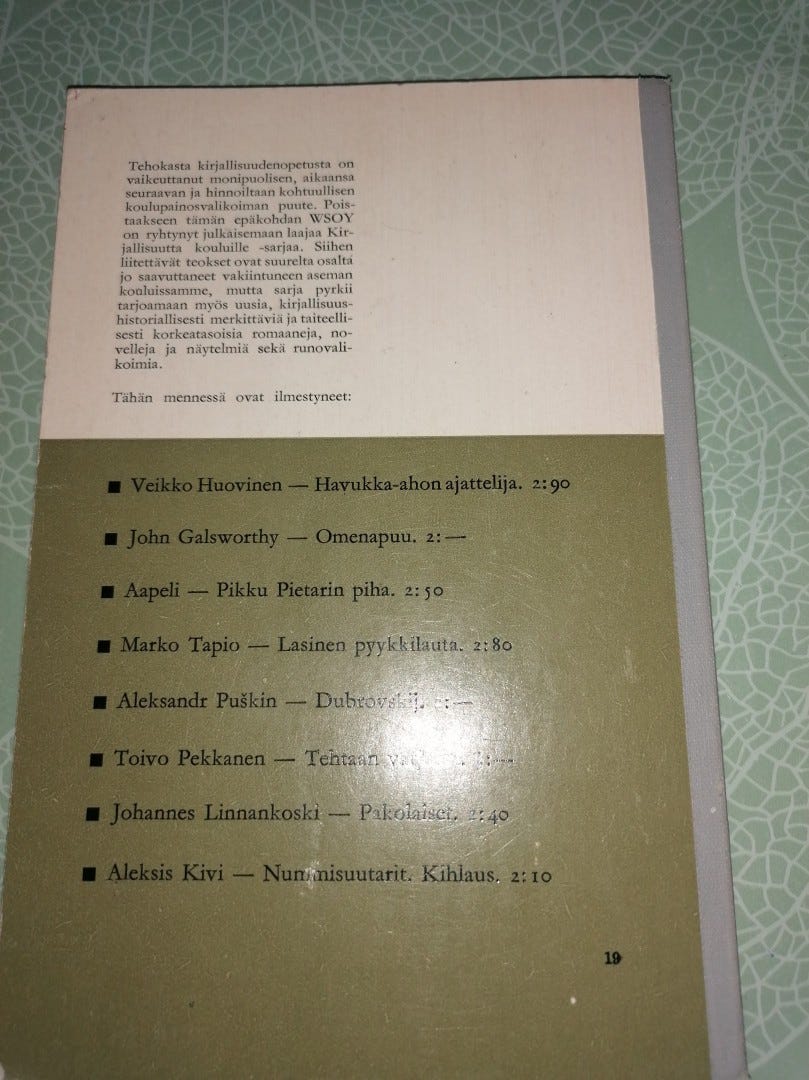 Tehokasta kirjallisuudenopetusta on
vaikeuttanut monipuolisen, aikaansa
seuraavan ja hinnoiltaan kohtuullisen
koulupainosvalikoiman puute. Pois-
taakseen tämän epäkohdan WSOY
on ryhtynyt julkaisemaan laajaa Kir-
jallisuutta kouluille -sarjaa. Siihen
liitettävät teokset ovat suurelta osalta
jo saavuttaneet vakiintuneen aseman
kouluissamme, mutta sarja pyrkii
tarjoamaan myös uusia, kirjallisuus-
historiallisesti merkittäviä ja taiteelli-
sesti korkeatasoisia romaaneja, no-
velleja ja näytelmiä sekä runovali-
koimia.
Tähän mennessä ovat ilmestyneet:
■ Veikko Huovinen — Havukka-ahon ajattelija. 2:90
■ John Galsworthy — Omenapuu. 2:—
■ Aapeli — Pikku Pietarin piha. 2:50
■ Marko Tapio — Lasinen pyykkilauta. 2:80
■ Aleksandr Puškin — Dubrovskij.
■ Toivo Pekkanen — Tehtaan
■ Johannes Linnankoski — Pakolaiset. 2:40
■ Aleksis Kivi — Nummisuutarit. Kihlaus. 2:10
19